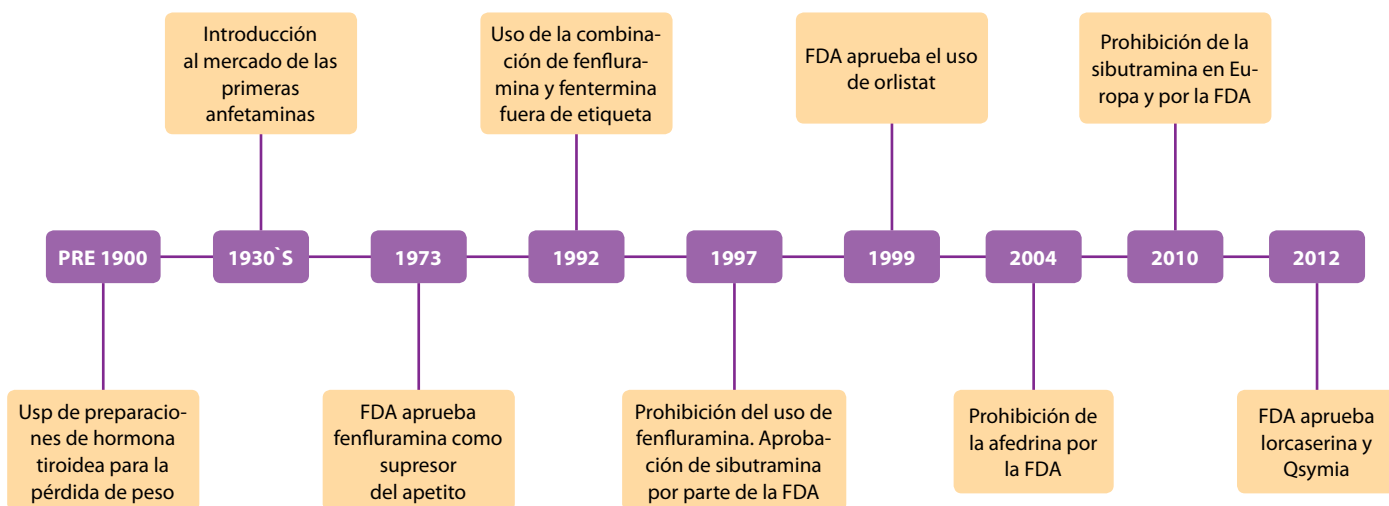 Introducción
al mercado de las
primeras
anfetaminas
Uso de la combina-
ción de fenflura-
mina y fentermina
fuera de etiqueta
FDA aprueba el uso
de orlistat
Prohibición de la
sibutramina en Eu-
ropa y por la FDA
PRE 1900
1930`S
1973
1992
1997
1999
2004
2010
2012
Usp de preparacio-
nes de hormona
tiroidea para la
pérdida de peso
FDA aprueba
fenfluramina como
supresor
del apetito
Prohibición del uso de
fenfluramina. Aproba-
ción de sibutramina
por parte de la FDA
Prohibición de
la afedrina por
la FDA
FDA aprueba
lorcaserina y
Qsymia